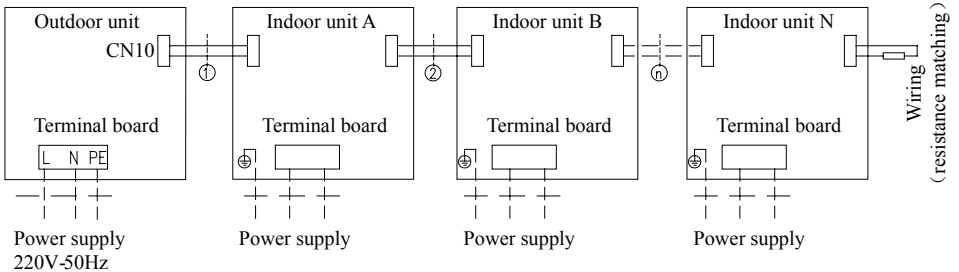 Outdoor unit
CN10
Terminal board
L N PE
Power supply
220V-50Hz
1
Indoor unit A
Terminal board
Power supply
2
Indoor unit B
Terminal board
Power supply
n
Indoor unit N
Terminal board
Power supply
Wiring
(resistance matching)